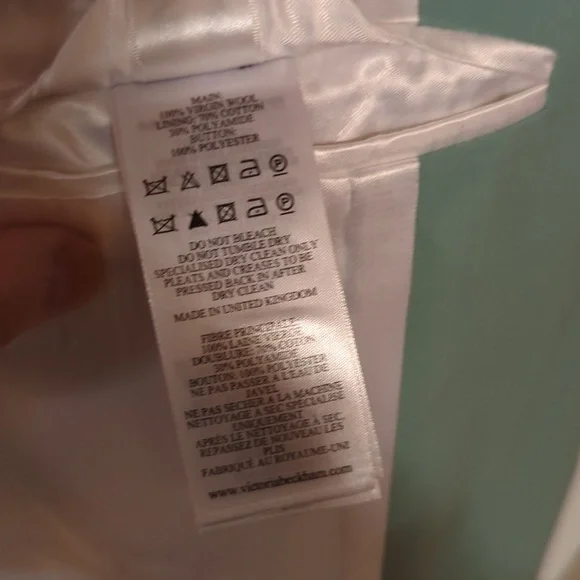 MAIN:
100% VIRGIN WOOL
LINING: 70% COTTON
30% POLYAMIDE
BUTTON:
100% POLYESTER
P
P
DO NOT BLEACH
DO NOT TUMBLE DRY
SPECIALISED DRY CLEAN ONLY
PLEATS AND CREASES TO BE
PRESSED BACK IN AFTER
DRY CLEAN
MADE IN UNITED KINGDOM
FIBRE PRINCIPALE
100% LAINE VIERGE
DOUBLURE: 70% COTON
30% POLYAMIDE
BOUTON: 100% POLYESTER
NE PAS PASSER À L'EAU DE
JAVEL
NE PAS SECHER A LA MACHINE
NETTOYAGE A SEC SPECIALISE
UNIQUEMENT
APRÈS LE NETTOYAGE À SEC,
REPASSEZ DE NOUVEAU LES
PLIS
FABRIQUÉ AU ROYAUME-UNI
www.victoriabeckham.com